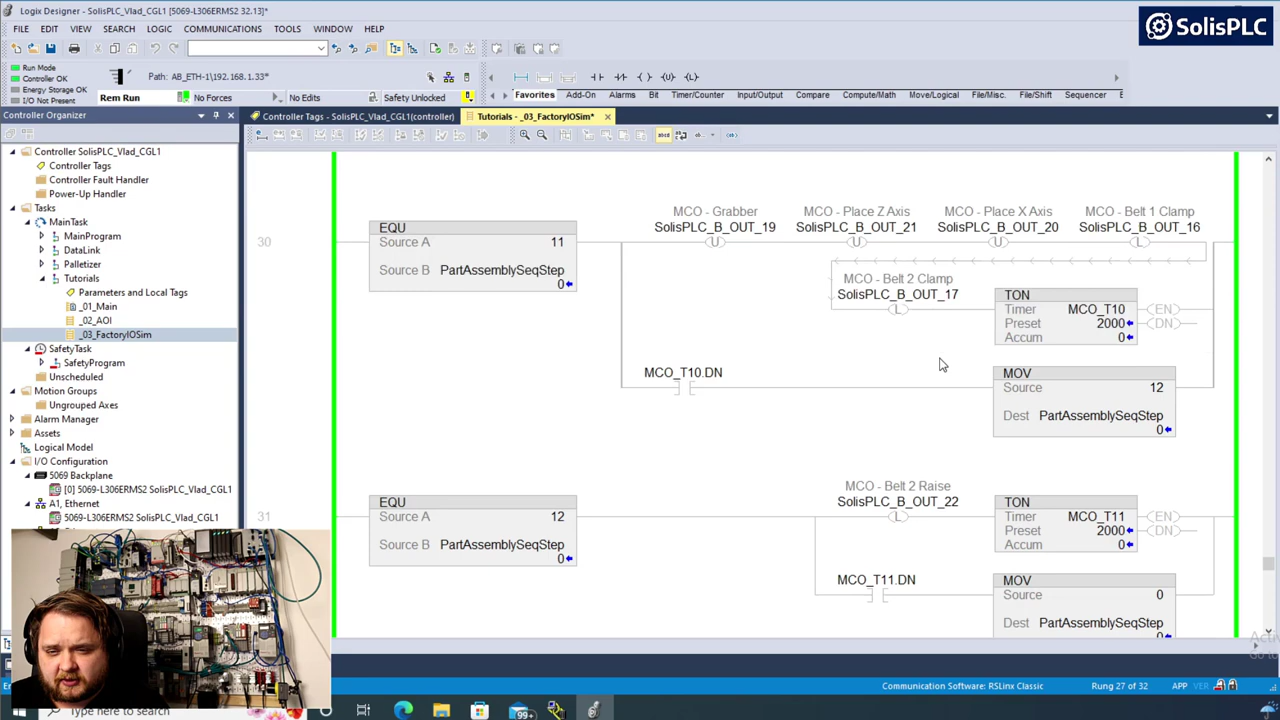 Logix Designer - SolisPLC_Vlad_CGL1 [5069-L306ERMS2 32.13]*
SolisPLC
FILE EDIT VIEW SEARCH LOGIC COMMUNICATIONS TOOLS WINDOW HELP
Run Mode
Controller OK
Energy Storage OK
I/O Not Present
Path: AB_ETH-1\192.168.1.33*
Rem Run No Forces No Edits Safety Unlocked
Favorites Add-On Alarms Bit Timer/Counter Input/Output Compare Compute/Math Move/Logical File/Misc. File/Shift Sequencer
Controller Organizer
Controller Tags - SolisPLC_Vlad_CGL1(controller) Tutorials - _03_FactoryIOSim*
Controller SolisPLC_Vlad_CGL1
Controller Tags
Controller Fault Handler
Power-Up Handler
Tasks
MainTask
MainProgram
DataLink
Palletizer
Tutorials
Parameters and Local Tags
_01_Main
_02_AOI
_03_FactoryIOSim
SafetyTask
SafetyProgram
Unscheduled
Motion Groups
Ungrouped Axes
Alarm Manager
Assets
Logical Model
I/O Configuration
5069 Backplane
[0] 5069-L306ERMS2 SolisPLC_Vlad_CGL1
A1, Ethernet
5069-L306ERMS2 SolisPLC_Vlad_CGL1
30
EQU
Source A 11
Source B PartAssemblySeqStep
0
MCO - Grabber
SolisPLC_B_OUT_19
U
MCO - Place Z Axis
SolisPLC_B_OUT_21
U
MCO - Place X Axis
SolisPLC_B_OUT_20
U
MCO - Belt 1 Clamp
SolisPLC_B_OUT_16
L
MCO - Belt 2 Clamp
SolisPLC_B_OUT_17
L
TON
Timer MCO_T10
Preset 2000
Accum 0
EN
DN
MCO_T10.DN
MOV
Source 12
Dest PartAssemblySeqStep
0
31
EQU
Source A 12
Source B PartAssemblySeqStep
0
MCO - Belt 2 Raise
SolisPLC_B_OUT_22
L
TON
Timer MCO_T11
Preset 2000
Accum 0
EN
DN
MCO_T11.DN
MOV
Source 0
Dest PartAssemblySeqStep
Communication Software: RSLinx Classic Rung 27 of 32 APP VER
Type here to search
99+